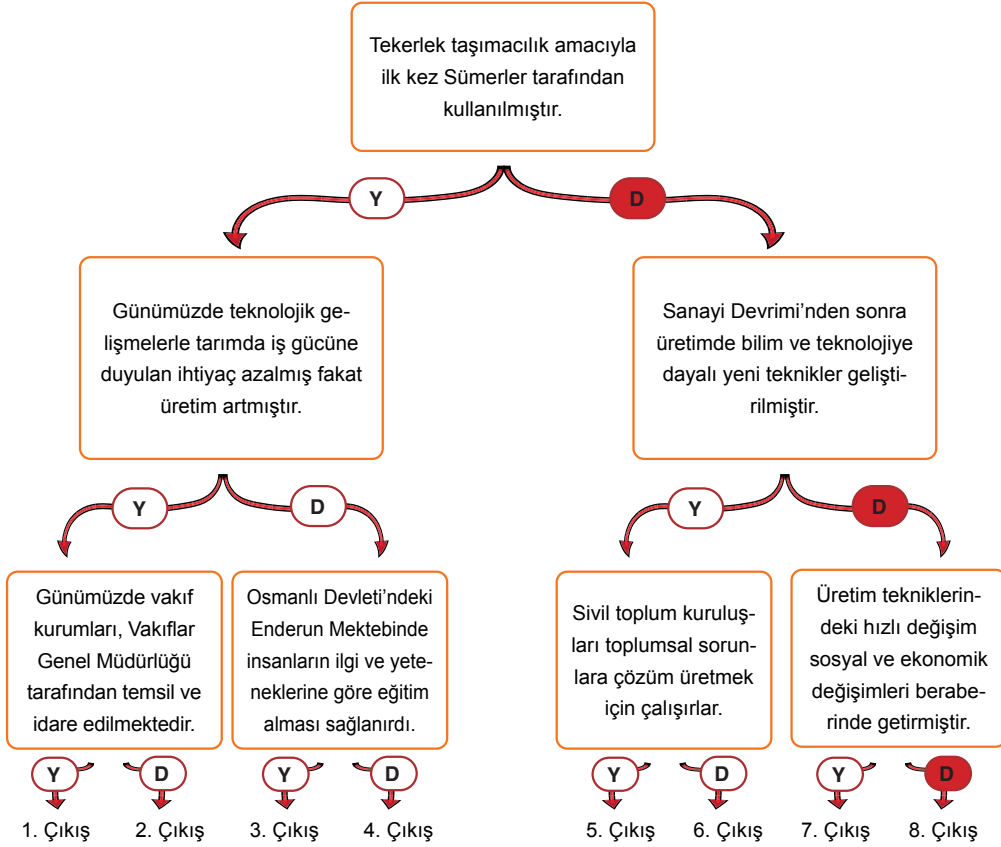 Tekerlek taşımacılık amacıyla
ilk kez Sümerler tarafından
kullanılmıştır.
Y
D
Günümüzde teknolojik ge-
lişmelerle tarımda iş gücüne
duyulan ihtiyaç azalmış fakat
üretim artmıştır.
Sanayi Devrimi’nden sonra
üretimde bilim ve teknolojiye
dayalı yeni teknikler gelişti-
rilmiştir.
Y
D
Y
D
Günümüzde vakıf
kurumları, Vakıflar
Genel Müdürlüğü
tarafından temsil ve
idare edilmektedir.
Osmanlı Devleti’ndeki
Enderun Mektebinde
insanların ilgi ve yete-
neklerine göre eğitim
alması sağlanırdı.
Sivil toplum kuruluş-
ları toplumsal sorun-
lara çözüm üretmek
için çalışırlar.
Üretim tekniklerin-
deki hızlı değişim
sosyal ve ekonomik
değişimleri berabe-
rinde getirmiştir.
Y
D
Y
D
Y
D
Y
D
1. Çıkış
2. Çıkış
3. Çıkış
4. Çıkış
5. Çıkış
6. Çıkış
7. Çıkış
8. Çıkış